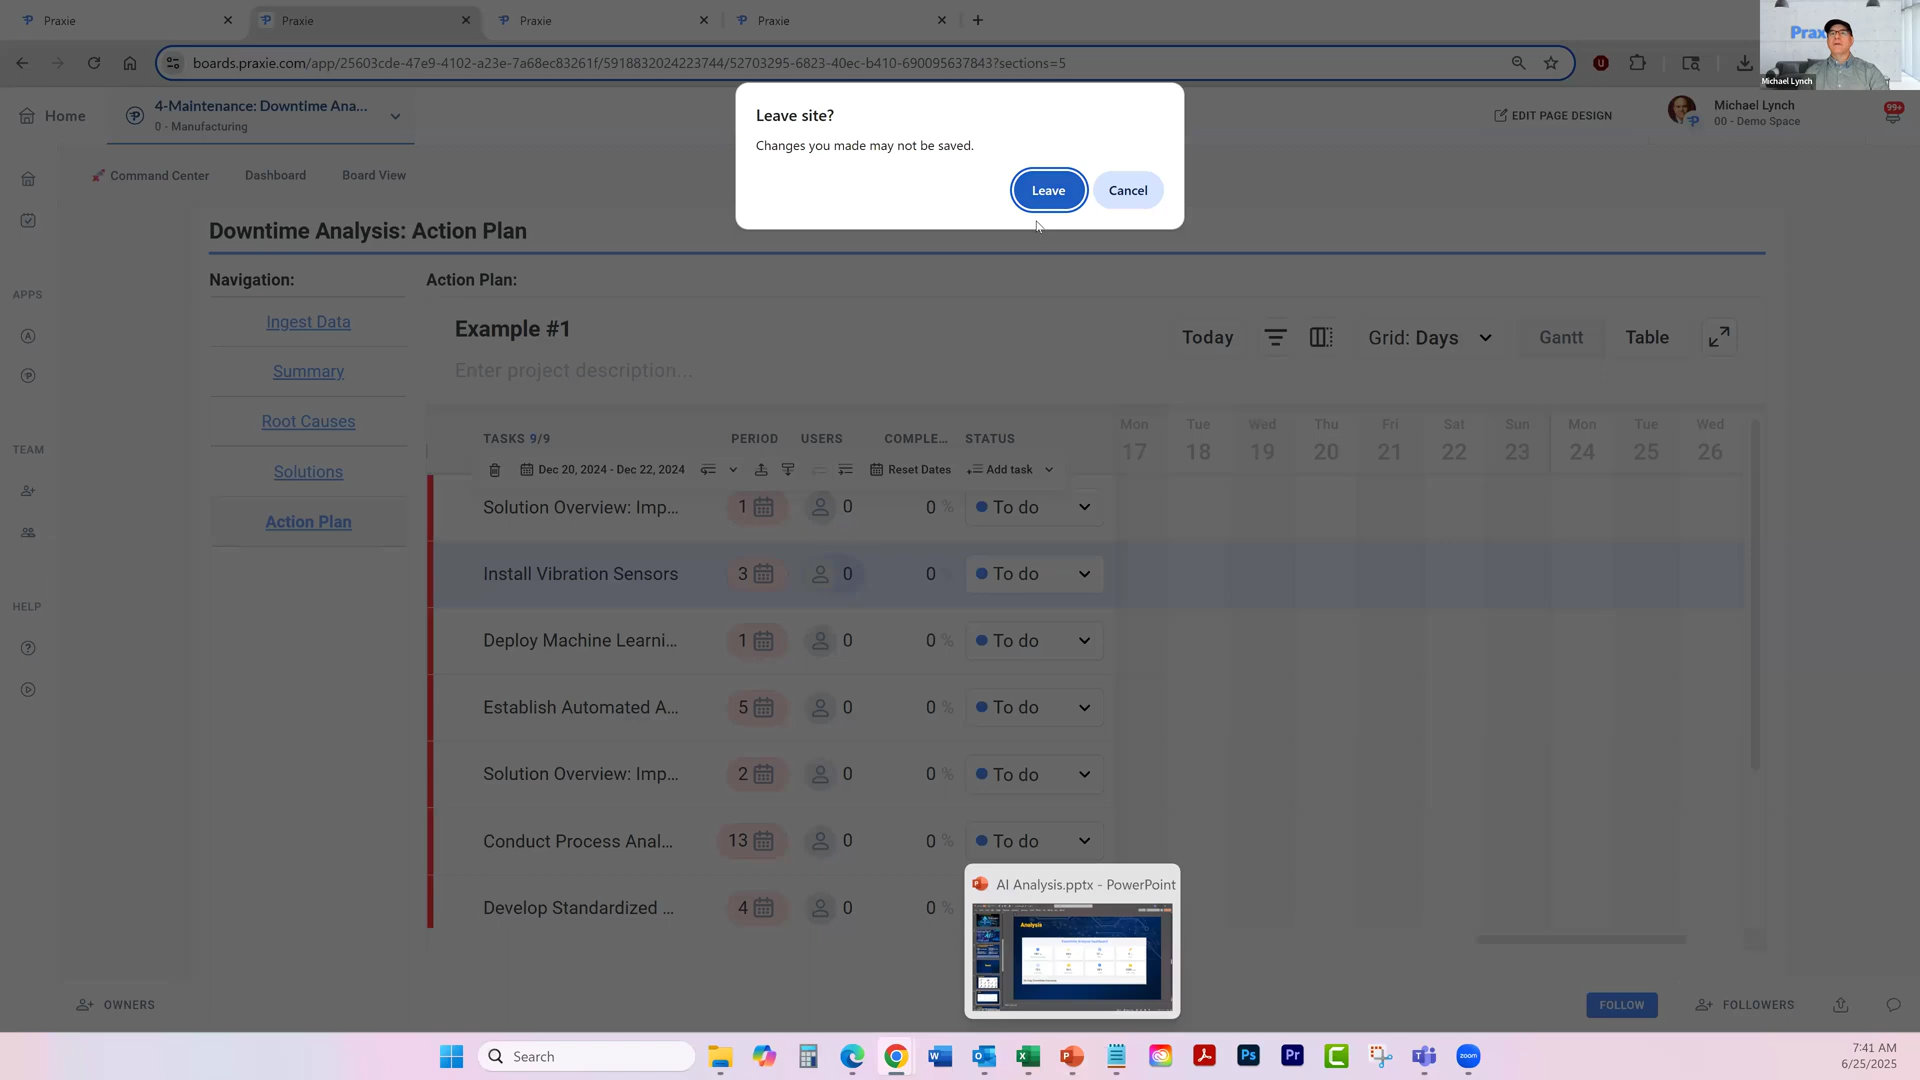 Praxie
Praxie
Praxie
Praxie
boards.praxie.com/app/25603cde-47e9-4102-a23e-7a68ec83261f/5918832024223744/52703295-6823-40ec-b410-690095637843?sections=5
Michael Lynch
Leave site?
Changes you made may not be saved.
Leave
Cancel
Home
4-Maintenance: Downtime Ana...
0 - Manufacturing
EDIT PAGE DESIGN
Michael Lynch
00 - Demo Space
99+
Command Center
Dashboard
Board View
Downtime Analysis: Action Plan
Navigation:
Ingest Data
Summary
Root Causes
Solutions
Action Plan
APPS
TEAM
HELP
Action Plan:
Example #1
Enter project description...
Today
Grid: Days
Gantt
Table
TASKS 9/9
PERIOD
USERS
COMPLE...
STATUS
Mon Tue Wed Thu Fri Sat Sun Mon Tue Wed
17 18 19 20 21 22 23 24 25 26
Dec 20, 2024 - Dec 22, 2024
Reset Dates
Add task
Solution Overview: Imp... 1 0 0 % To do
Install Vibration Sensors 3 0 0 To do
Deploy Machine Learni... 1 0 0 % To do
Establish Automated A... 5 0 0 % To do
Solution Overview: Imp... 2 0 0 % To do
Conduct Process Anal... 13 0 0 % To do
Develop Standardized ... 4 0 0 %
AI Analysis.pptx - PowerPoint
Analysis
OWNERS
FOLLOW
FOLLOWERS
Search
zoom
7:41 AM
6/25/2025